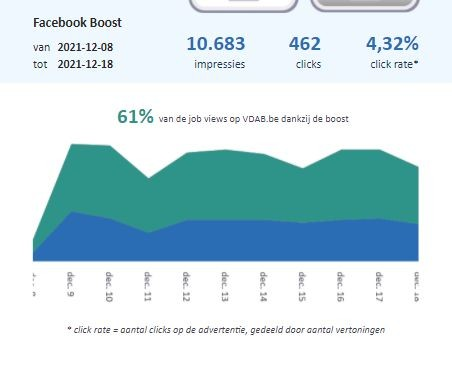 Facebook Boost
van 2021-12-08
tot 2021-12-18
10.683
impressies
462
clicks
4,32%
click rate*
61% van de job views op VDAB.be dankzij de boost
dec. 9
dec. 10
dec. 11
dec. 12
dec. 13
dec. 14
dec. 15
dec. 16
dec. 17
* click rate = aantal clicks op de advertentie, gedeeld door aantal vertoningen